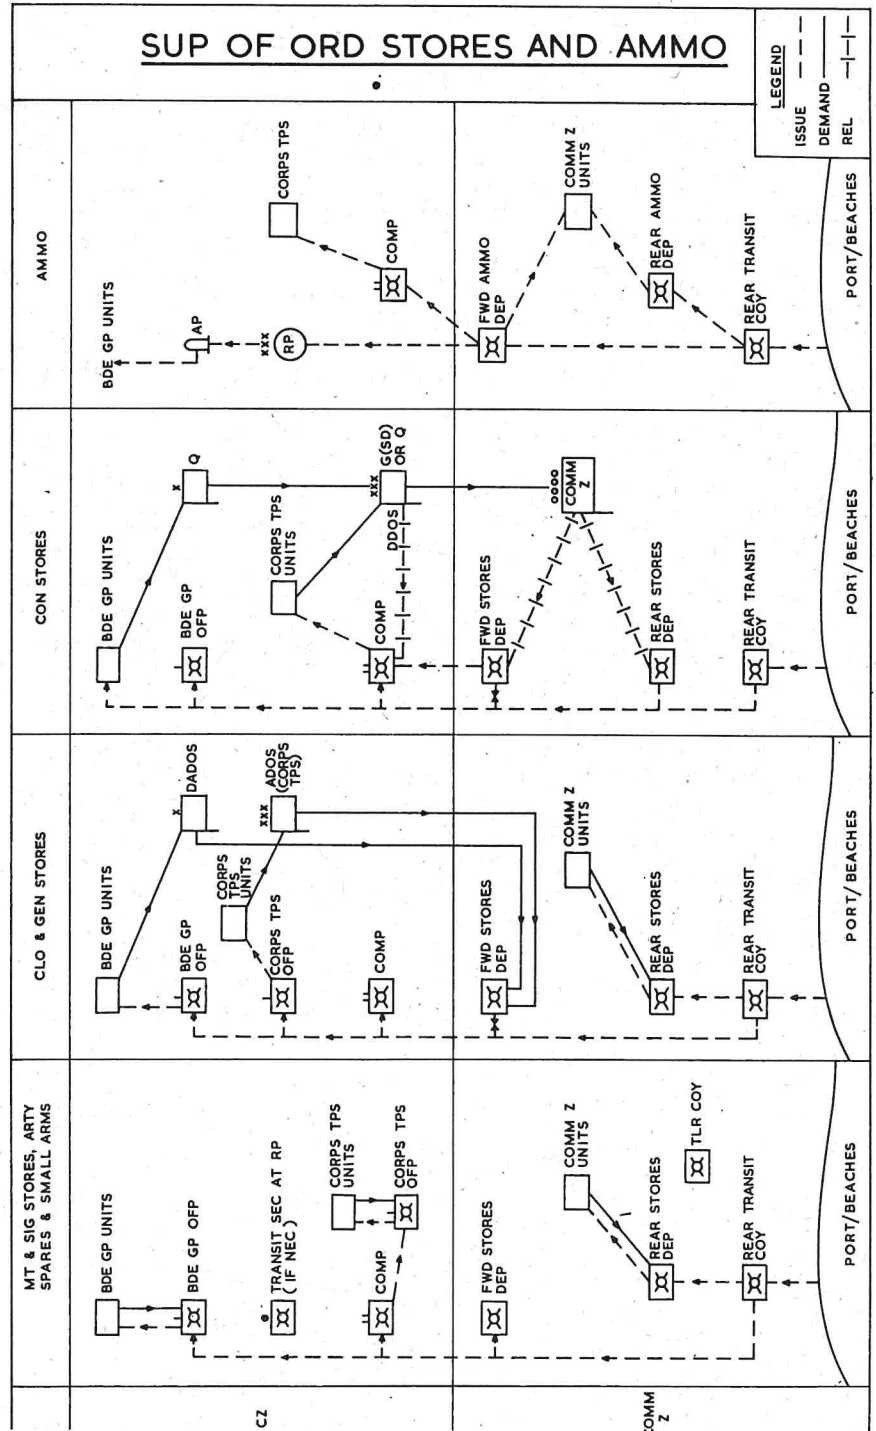 SUP OF ORD STORES AND AMMO
LEGEND
ISSUE
DEMAND
REL
MT & SIG STORES, ARTY
SPARES & SMALL ARMS
BDE GP UNITS
BDE GP OFP
TRANSIT SEC AT RP
(IF NEC)
CORPS TPS
UNITS
CORPS TPS
OFP
COMP
FWD STORES
DEP
COMM Z
UNITS
REAR STORES
DEP
TLR COY
REAR TRANSIT
COY
PORT/BEACHES
CLO & GEN STORES
BDE GP UNITS
X
DADOS
BDE GP
OFP
XXX
ADOS
(CORPS
TPS)
CORPS
TPS
UNITS
CORPS TPS
OFP
COMP
FWD STORES
DEP
COMM Z
UNITS
REAR STORES
DEP
REAR TRANSIT
COY
PORT/BEACHES
CON STORES
BDE GP UNITS
X
Q
BDE GP
OFP
CORPS TPS
UNITS
XXX
G(SD)
OR Q
DDOS
COMP
FWD STORES
DEP
OOOO
COMM
Z
REAR STORES
DEP
REAR TRANSIT
COY
PORT/BEACHES
AMMO
BDE GP UNITS
AP
XXX
RP
CORPS TPS
COMP
FWD AMMO
DEP
COMM Z
UNITS
REAR AMMO
DEP
REAR TRANSIT
COY
PORT/BEACHES
CZ
COMM
Z